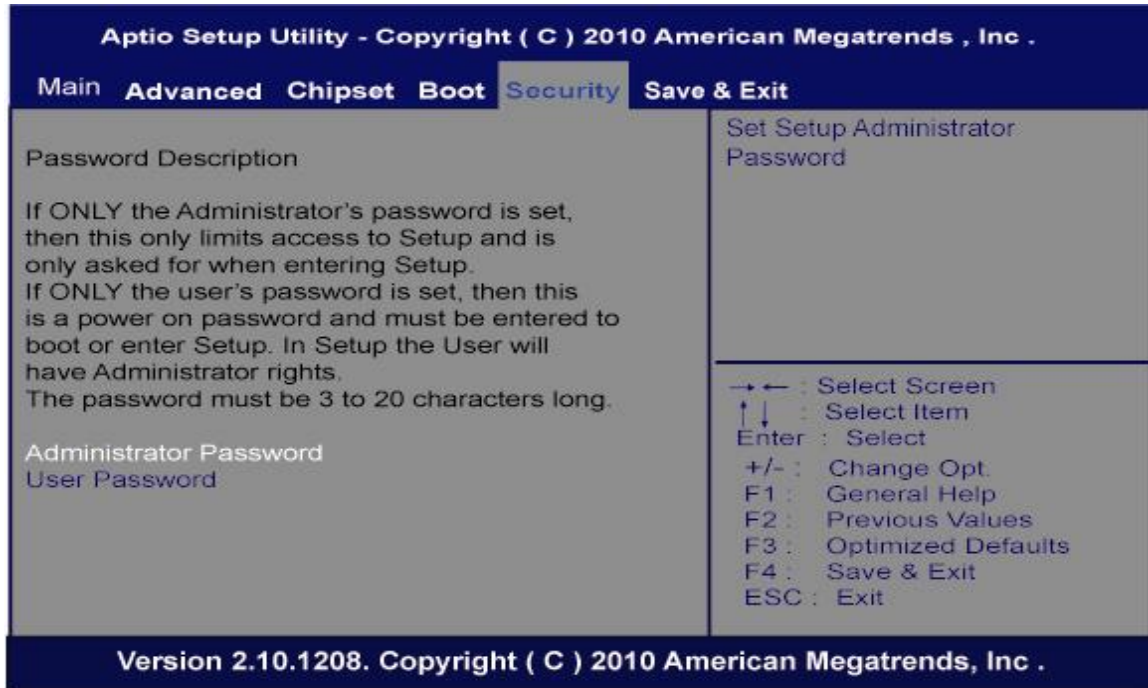 Aptio Setup Utility - Copyright ( C ) 2010 American Megatrends , Inc .
Main Advanced Chipset Boot Security Save & Exit
Password Description
If ONLY the Administrator's password is set,
then this only limits access to Setup and is
only asked for when entering Setup.
If ONLY the user's password is set, then this
is a power on password and must be entered to
boot or enter Setup. In Setup the User will
have Administrator rights.
The password must be 3 to 20 characters long.
Administrator Password
User Password
Set Setup Administrator
Password
→ ← : Select Screen
↑↓ : Select Item
Enter : Select
+/- : Change Opt.
F1 : General Help
F2 : Previous Values
F3 : Optimized Defaults
F4 : Save & Exit
ESC : Exit
Version 2.10.1208. Copyright ( C ) 2010 American Megatrends, Inc .